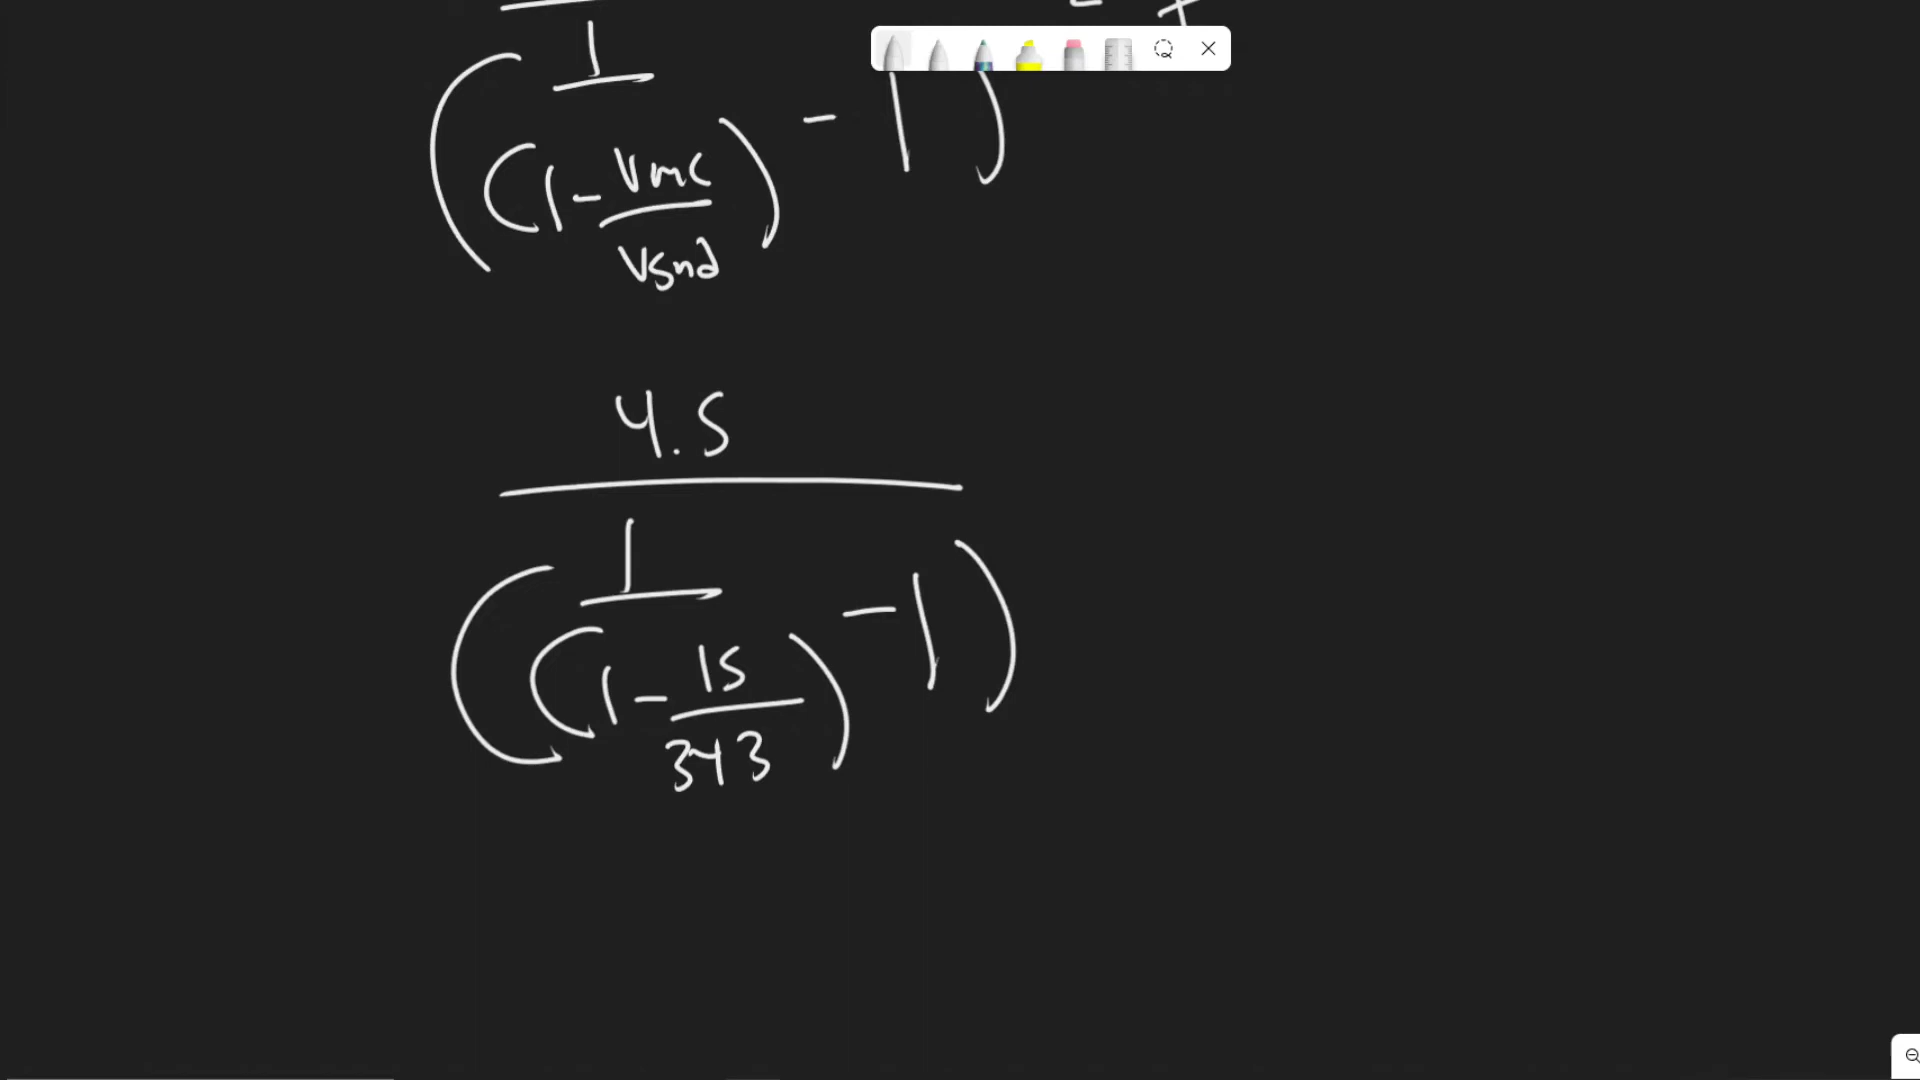 = f
1
(
(1 - vmc / vsnd) - 1)
4.5
1
((1 - 15 / 343) - 1)